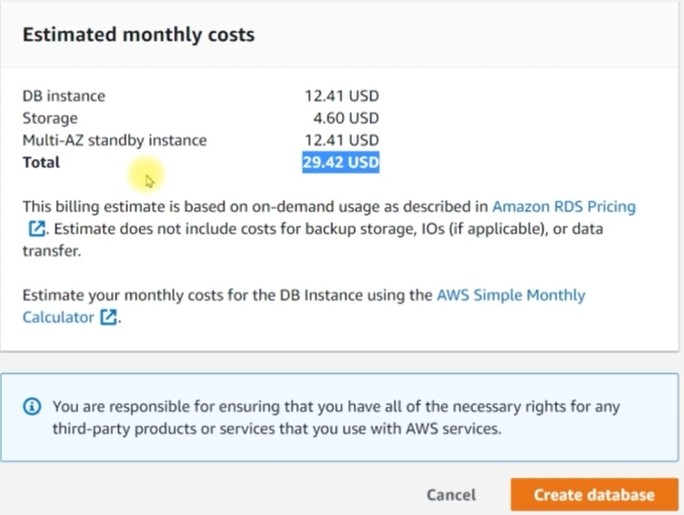 Estimated monthly costs
DB instance 12.41 USD
Storage 4.60 USD
Multi-AZ standby instance 12.41 USD
Total 29.42 USD
This billing estimate is based on on-demand usage as described in Amazon RDS Pricing
. Estimate does not include costs for backup storage, IOs (if applicable), or data
transfer.
Estimate your monthly costs for the DB Instance using the AWS Simple Monthly
Calculator .
You are responsible for ensuring that you have all of the necessary rights for any
third-party products or services that you use with AWS services.
Cancel Create database